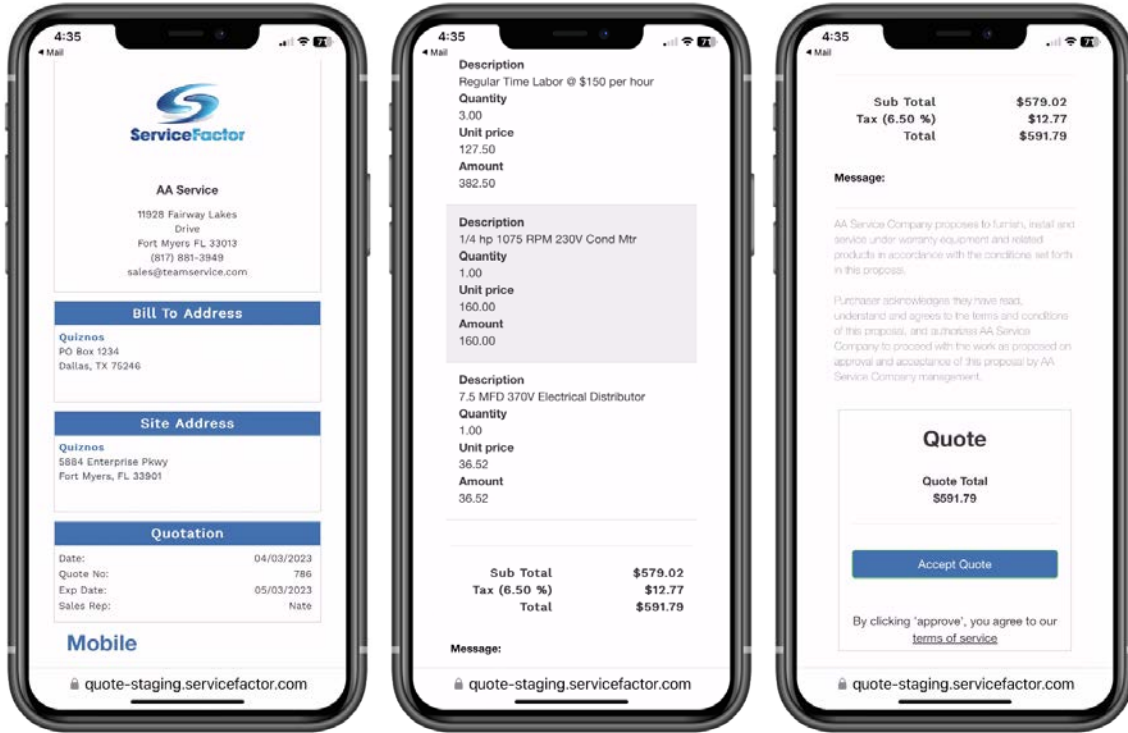 4:35
Mail
71
ServiceFactor
AA Service
11928 Fairway Lakes
Drive
Fort Myers FL 33013
(817) 881-3949
sales@teamservice.com
Bill To Address
Quiznos
PO Box 1234
Dallas, TX 75246
Site Address
Quiznos
5884 Enterprise Pkwy
Fort Myers, FL 33901
Quotation
Date: 04/03/2023
Quote No: 786
Exp Date: 05/03/2023
Sales Rep: Nate
Mobile
quote-staging.servicefactor.com
4:35
Mail
71
Description
Regular Time Labor @ $150 per hour
Quantity
3.00
Unit price
127.50
Amount
382.50
Description
1/4 hp 1075 RPM 230V Cond Mtr
Quantity
1.00
Unit price
160.00
Amount
160.00
Description
7.5 MFD 370V Electrical Distributor
Quantity
1.00
Unit price
36.52
Amount
36.52
Sub Total $579.02
Tax (6.50 %) $12.77
Total $591.79
Message:
quote-staging.servicefactor.com
4:35
Mail
71
Sub Total $579.02
Tax (6.50 %) $12.77
Total $591.79
Message:
AA Service Company proposes to furnish, install and
service under warranty equipment and related
products in accordance with the conditions set forth
in this proposal.
Purchaser acknowledges they have read,
understand and agrees to the terms and conditions
of this proposal, and authorizes AA Service
Company to proceed with the work as proposed on
approval and acceptance of this proposal by AA
Service Company management.
Quote
Quote Total
$591.79
Accept Quote
By clicking 'approve', you agree to our
terms of service
quote-staging.servicefactor.com